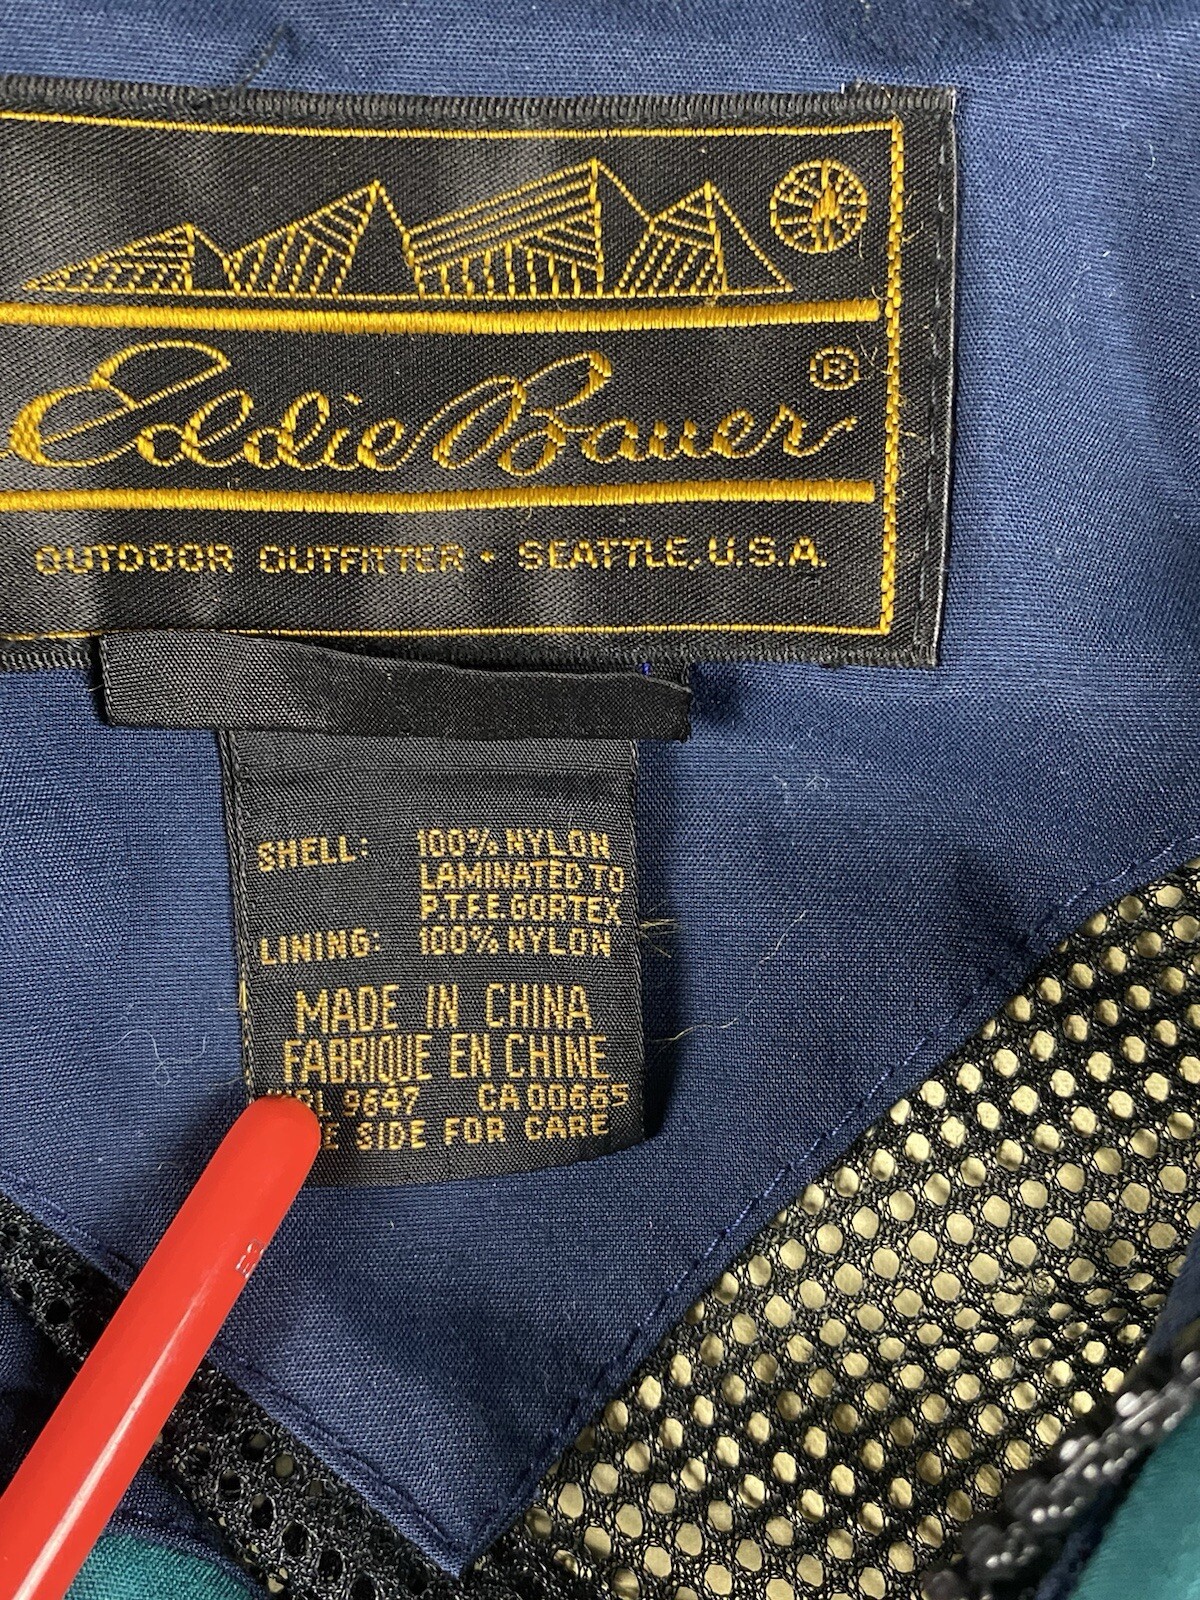 Eddie Bauer ®
OUTDOOR OUTFITTER • SEATTLE, U.S.A.
SHELL: 100% NYLON
LAMINATED TO
P.T.F.E. GORTEX
LINING: 100% NYLON
MADE IN CHINA
FABRIQUE EN CHINE
9647 CA 00665
SIDE FOR CARE